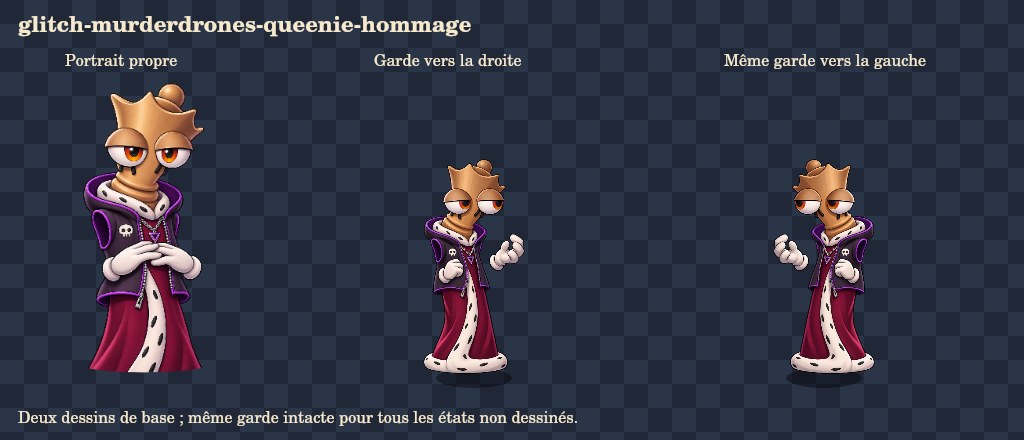 glitch-murderdrones-queenie-hommage
Portrait propre
Garde vers la droite
Même garde vers la gauche
Deux dessins de base ; même garde intacte pour tous les états non dessinés.